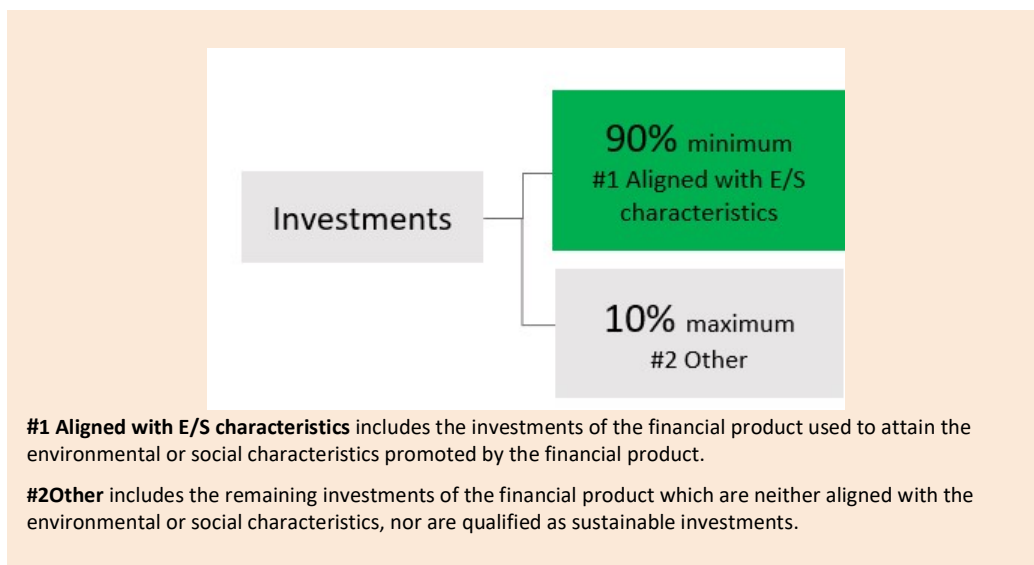 90% minimum
#1 Aligned with E/S
characteristics
Investments
10% maximum
#2 Other
#1 Aligned with E/S characteristics includes the investments of the financial product used to attain the
environmental or social characteristics promoted by the financial product.
#2Other includes the remaining investments of the financial product which are neither aligned with the
environmental or social characteristics, nor are qualified as sustainable investments.